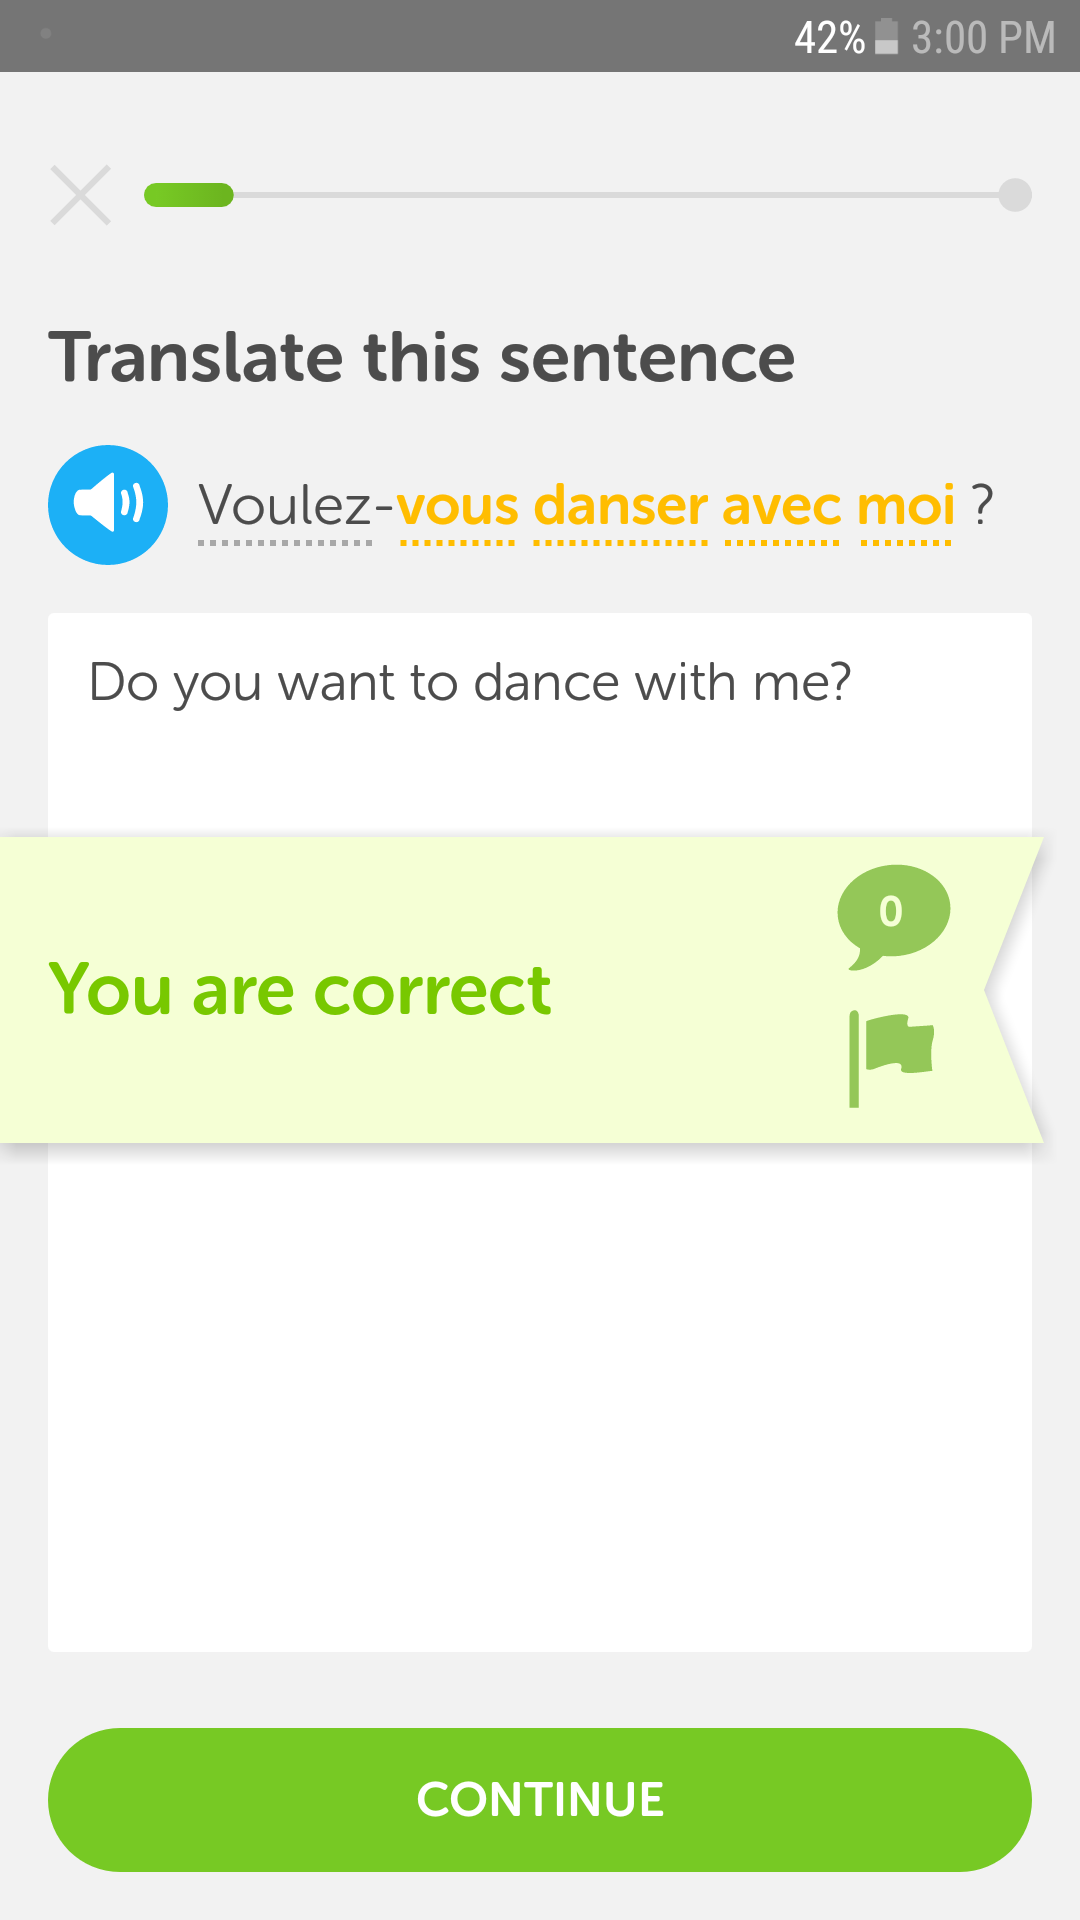 42% 3:00 PM
Translate this sentence
Voulez-vous danser avec moi ?
Do you want to dance with me?
0
You are correct
CONTINUE